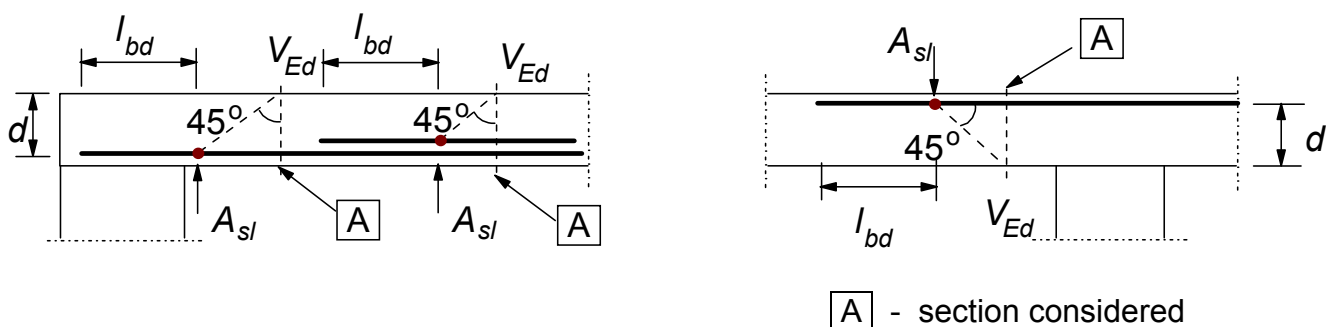 l_bd
V_Ed
l_bd
V_Ed
d
45°
45°
A_sl
A
A_sl
A
A_sl
A
45°
d
l_bd
V_Ed
A - section considered